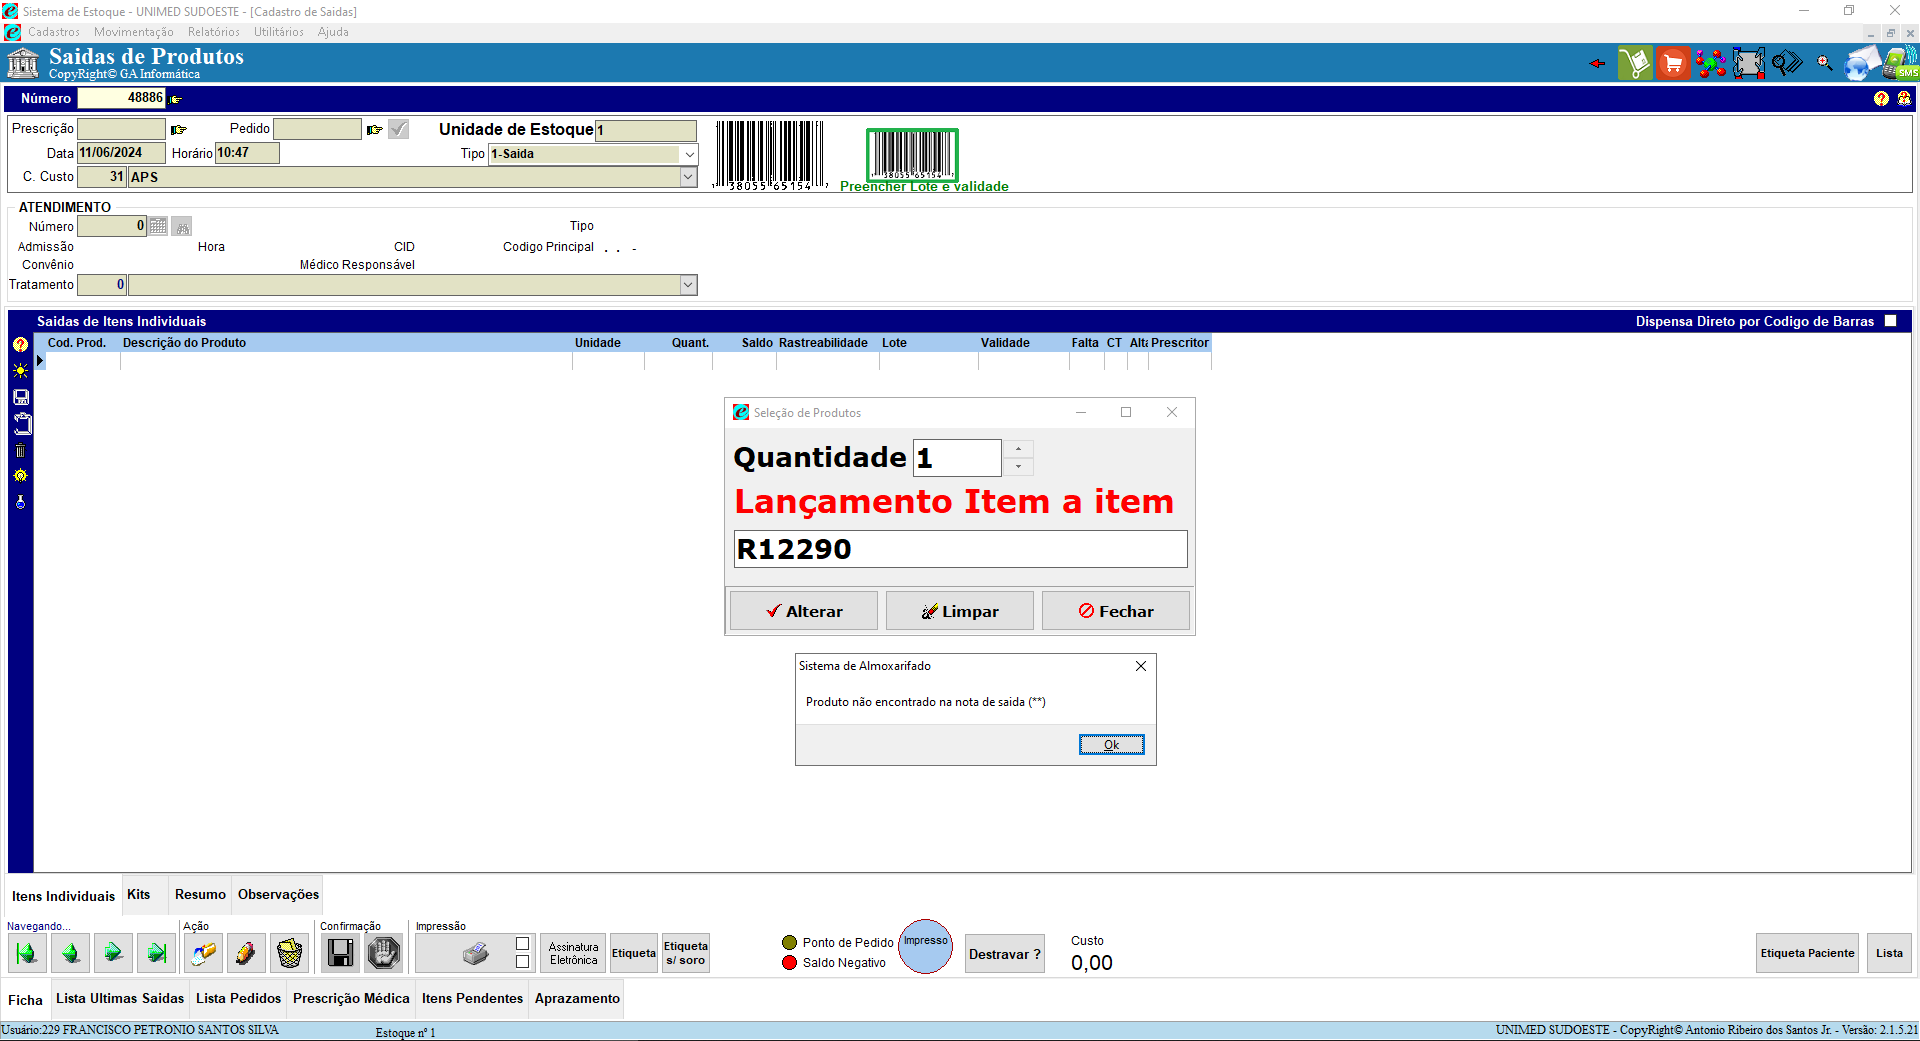 Sistema de Estoque - UNIMED SUDOESTE - [Cadastro de Saidas]
Cadastros Movimentação Relatórios Utilitários Ajuda
Saidas de Produtos
CopyRight© GA Informática
SMS
Número 48886
Prescrição Pedido Unidade de Estoque 1
Data 11/06/2024 Horário 10:47 Tipo 1-Saida
C. Custo 31 APS
38055 65154
38055 65154
Preencher Lote e validade
ATENDIMENTO
Número 0 Tipo
Admissão Hora CID Codigo Principal . . -
Convênio Médico Responsável
Tratamento 0
Saidas de Itens Individuais Dispensa Direto por Codigo de Barras
Cod. Prod. Descrição do Produto Unidade Quant. Saldo Rastreabilidade Lote Validade Falta CT Alta Prescritor
Seleção de Produtos
Quantidade 1
Lançamento Item a item
R12290
Alterar Limpar Fechar
Sistema de Almoxarifado
Produto não encontrado na nota de saida (**)
Ok
Itens Individuais Kits Resumo Observações
Navegando... Ação Confirmação Impressão
Assinatura Eletrônica
Etiqueta
Etiqueta s/ soro
Ponto de Pedido
Saldo Negativo
Impresso
Destravar ?
Custo
0,00
Etiqueta Paciente
Lista
Ficha Lista Ultimas Saidas Lista Pedidos Prescrição Médica Itens Pendentes Aprazamento
Usuário:229 FRANCISCO PETRONIO SANTOS SILVA Estoque nº 1 UNIMED SUDOESTE - CopyRight© Antonio Ribeiro dos Santos Jr. - Versão: 2.1.5.21